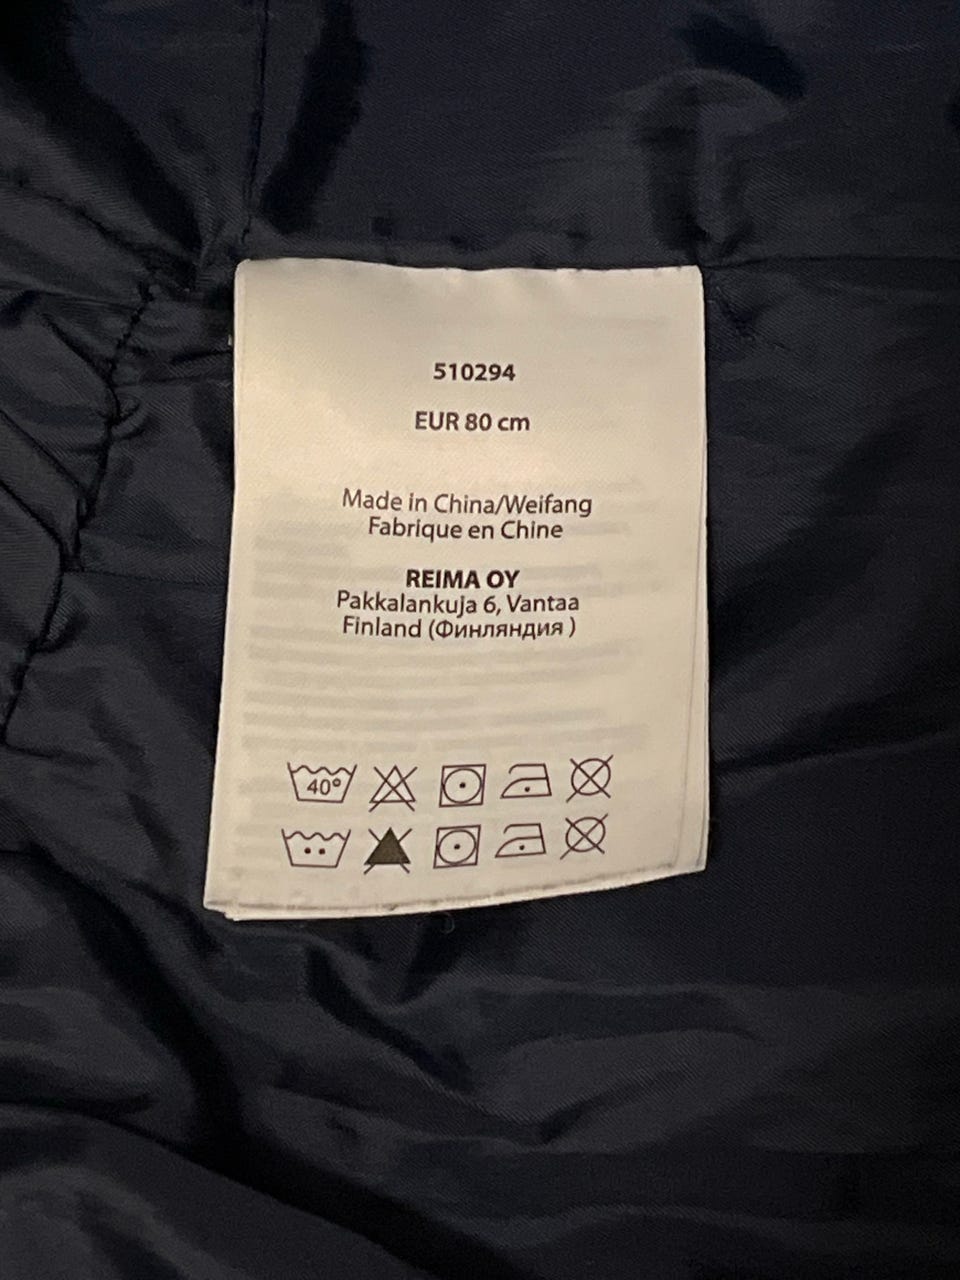 510294
EUR 80 cm
Made in China/Weifang
Fabrique en Chine
REIMA OY
Pakkalankuja 6, Vantaa
Finland (Финляндия )
40°